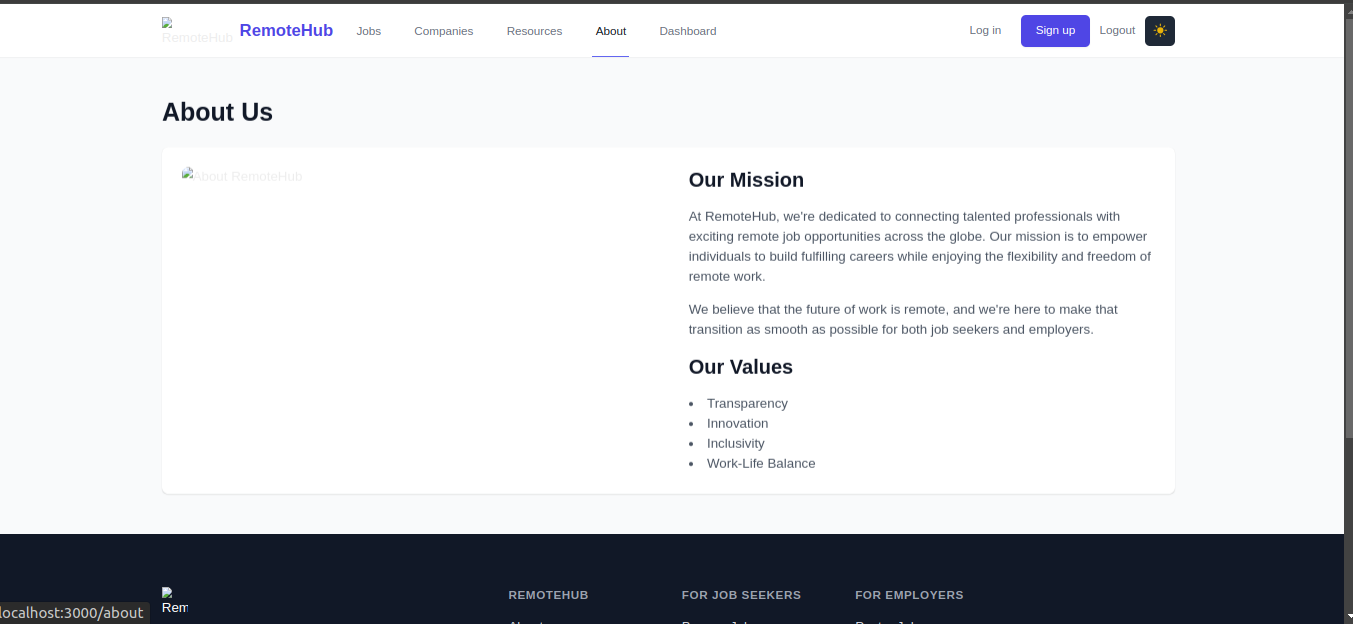 RemoteHub RemoteHub Jobs Companies Resources About Dashboard Log in Sign up Logout
About Us
About RemoteHub
Our Mission
At RemoteHub, we're dedicated to connecting talented professionals with
exciting remote job opportunities across the globe. Our mission is to empower
individuals to build fulfilling careers while enjoying the flexibility and freedom of
remote work.
We believe that the future of work is remote, and we're here to make that
transition as smooth as possible for both job seekers and employers.
Our Values
• Transparency
• Innovation
• Inclusivity
• Work-Life Balance
Rem
REMOTEHUB FOR JOB SEEKERS FOR EMPLOYERS
localhost:3000/about